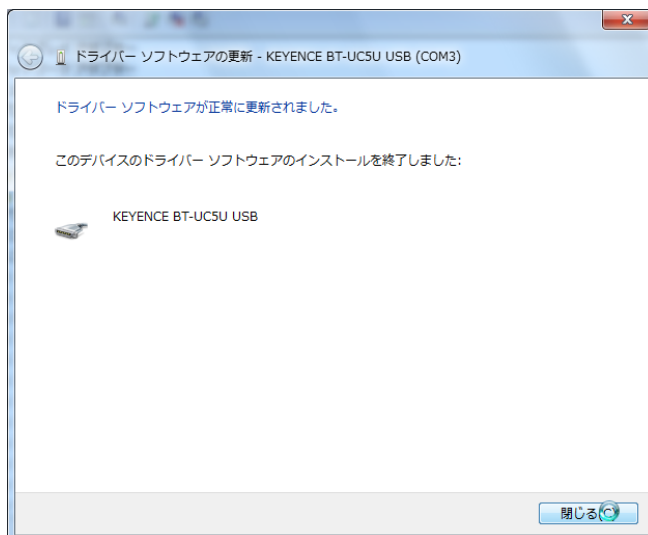 ドライバー ソフトウェアの更新 - KEYENCE BT-UC5U USB (COM3)
ドライバー ソフトウェアが正常に更新されました。
このデバイスのドライバー ソフトウェアのインストールを終了しました:
KEYENCE BT-UC5U USB
閉じる(C)